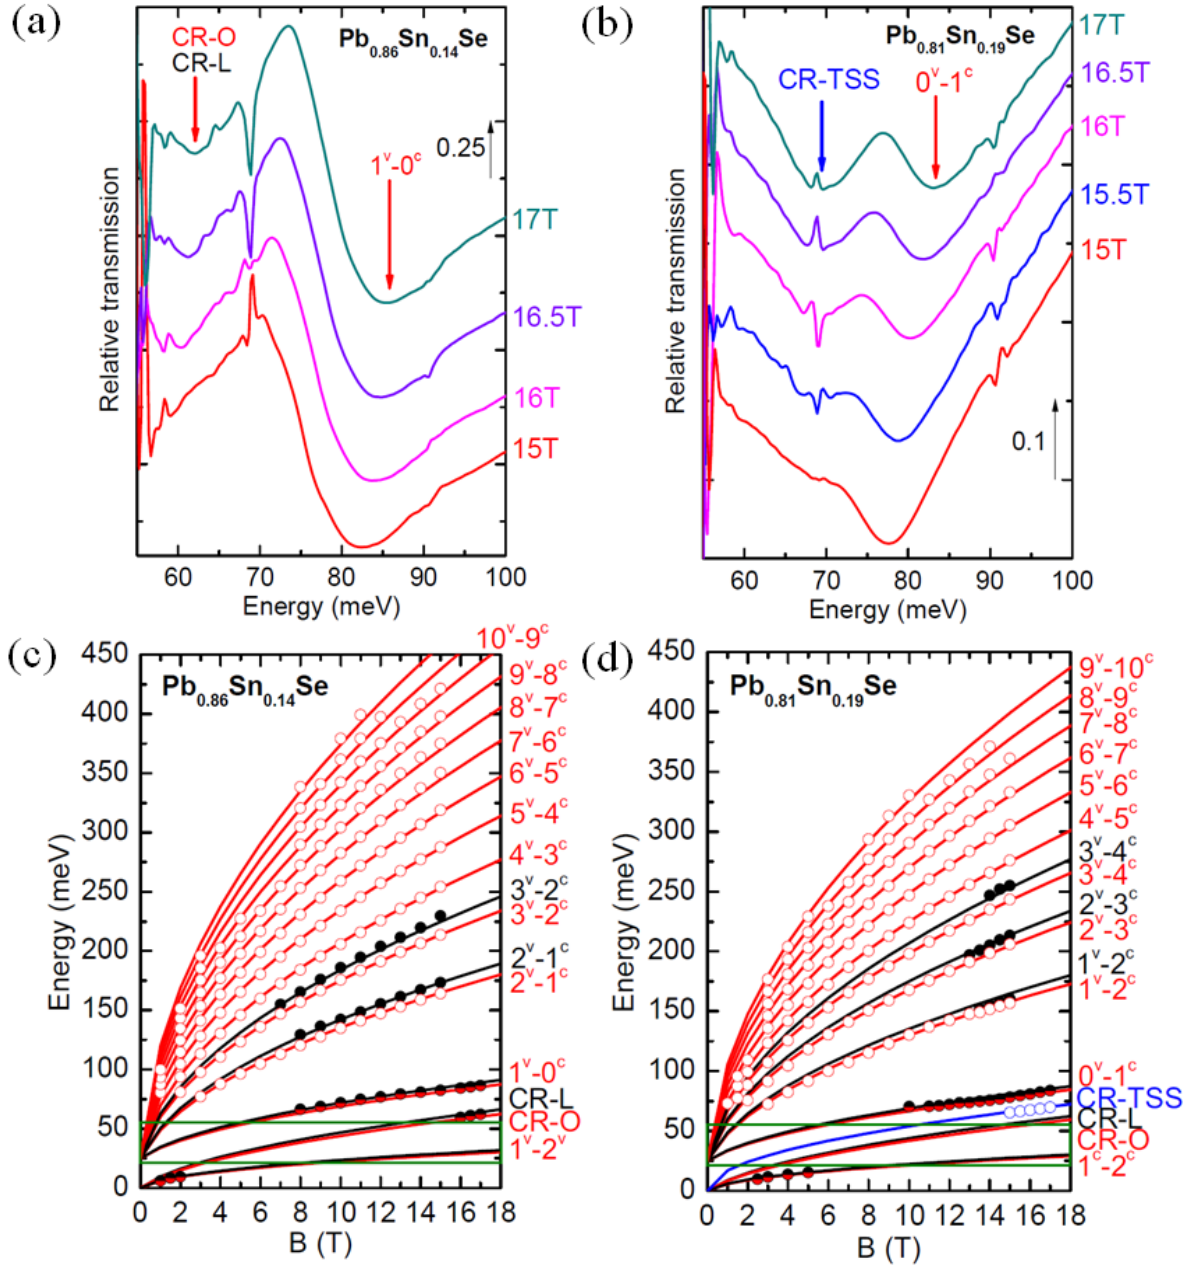 (a)
CR-O
CR-L
Pb0.86Sn0.14Se
0.25
1v-0c
17T
16.5T
16T
15T
Relative transmission
60 70 80 90 100
Energy (meV)
(b)
Pb0.81Sn0.19Se
CR-TSS
0v-1c
17T
16.5T
16T
15.5T
15T
0.1
Relative transmission
60 70 80 90 100
Energy (meV)
(c)
Pb0.86Sn0.14Se
450
400
350
300
250
200
150
100
50
0
Energy (meV)
10v-9c
9v-8c
8v-7c
7v-6c
6v-5c
5v-4c
4v-3c
3v-2c
3v-2c
2v-1c
2v-1c
1v-0c
CR-L
CR-O
1v-2v
0 2 4 6 8 10 12 14 16 18
B (T)
(d)
Pb0.81Sn0.19Se
450
400
350
300
250
200
150
100
50
0
Energy (meV)
9v-10c
8v-9c
7v-8c
6v-7c
5v-6c
4v-5c
3v-4c
3v-4c
2v-3c
2v-3c
1v-2c
1v-2c
0v-1c
CR-TSS
CR-L
CR-O
1c-2c
0 2 4 6 8 10 12 14 16 18
B (T)